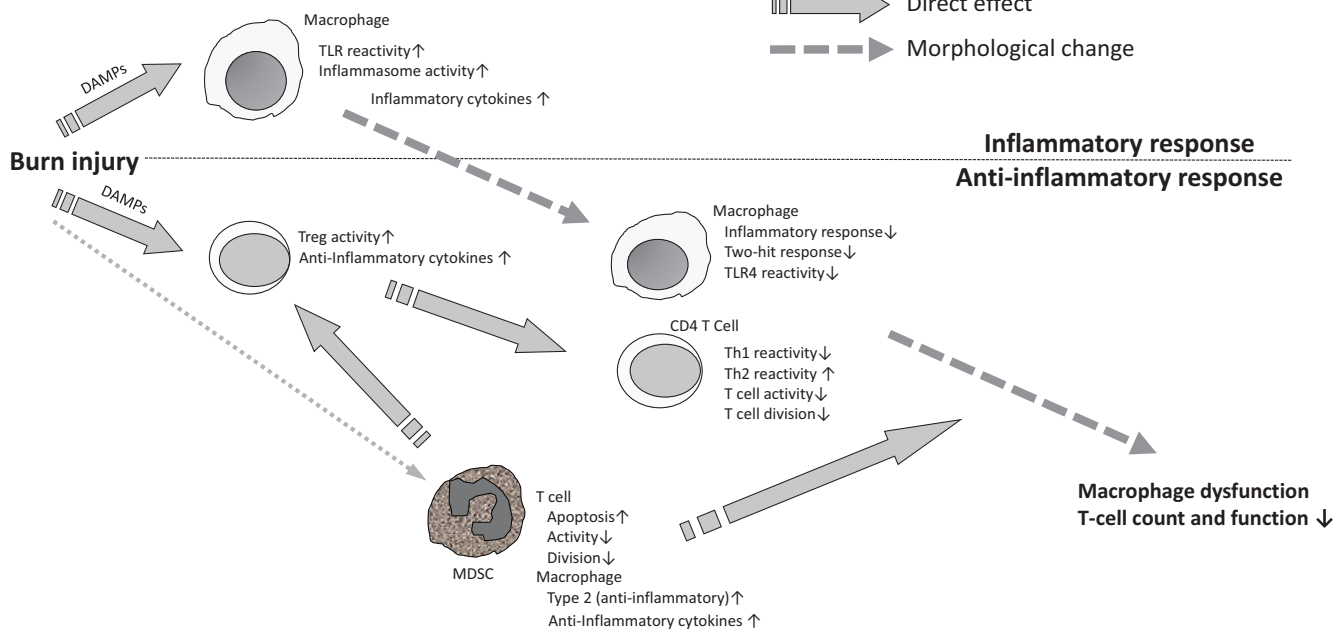 Direct effect
Morphological change
Macrophage
TLR reactivity↑
Inflammasome activity↑
Inflammatory cytokines ↑
DAMPs
Burn injury
Inflammatory response
Anti-inflammatory response
DAMPs
Treg activity↑
Anti-Inflammatory cytokines ↑
Macrophage
Inflammatory response↓
Two-hit response↓
TLR4 reactivity↓
CD4 T Cell
Th1 reactivity↓
Th2 reactivity ↑
T cell activity↓
T cell division↓
MDSC
T cell
Apoptosis↑
Activity↓
Division↓
Macrophage
Type 2 (anti-inflammatory)↑
Anti-Inflammatory cytokines ↑
Macrophage dysfunction
T-cell count and function ↓